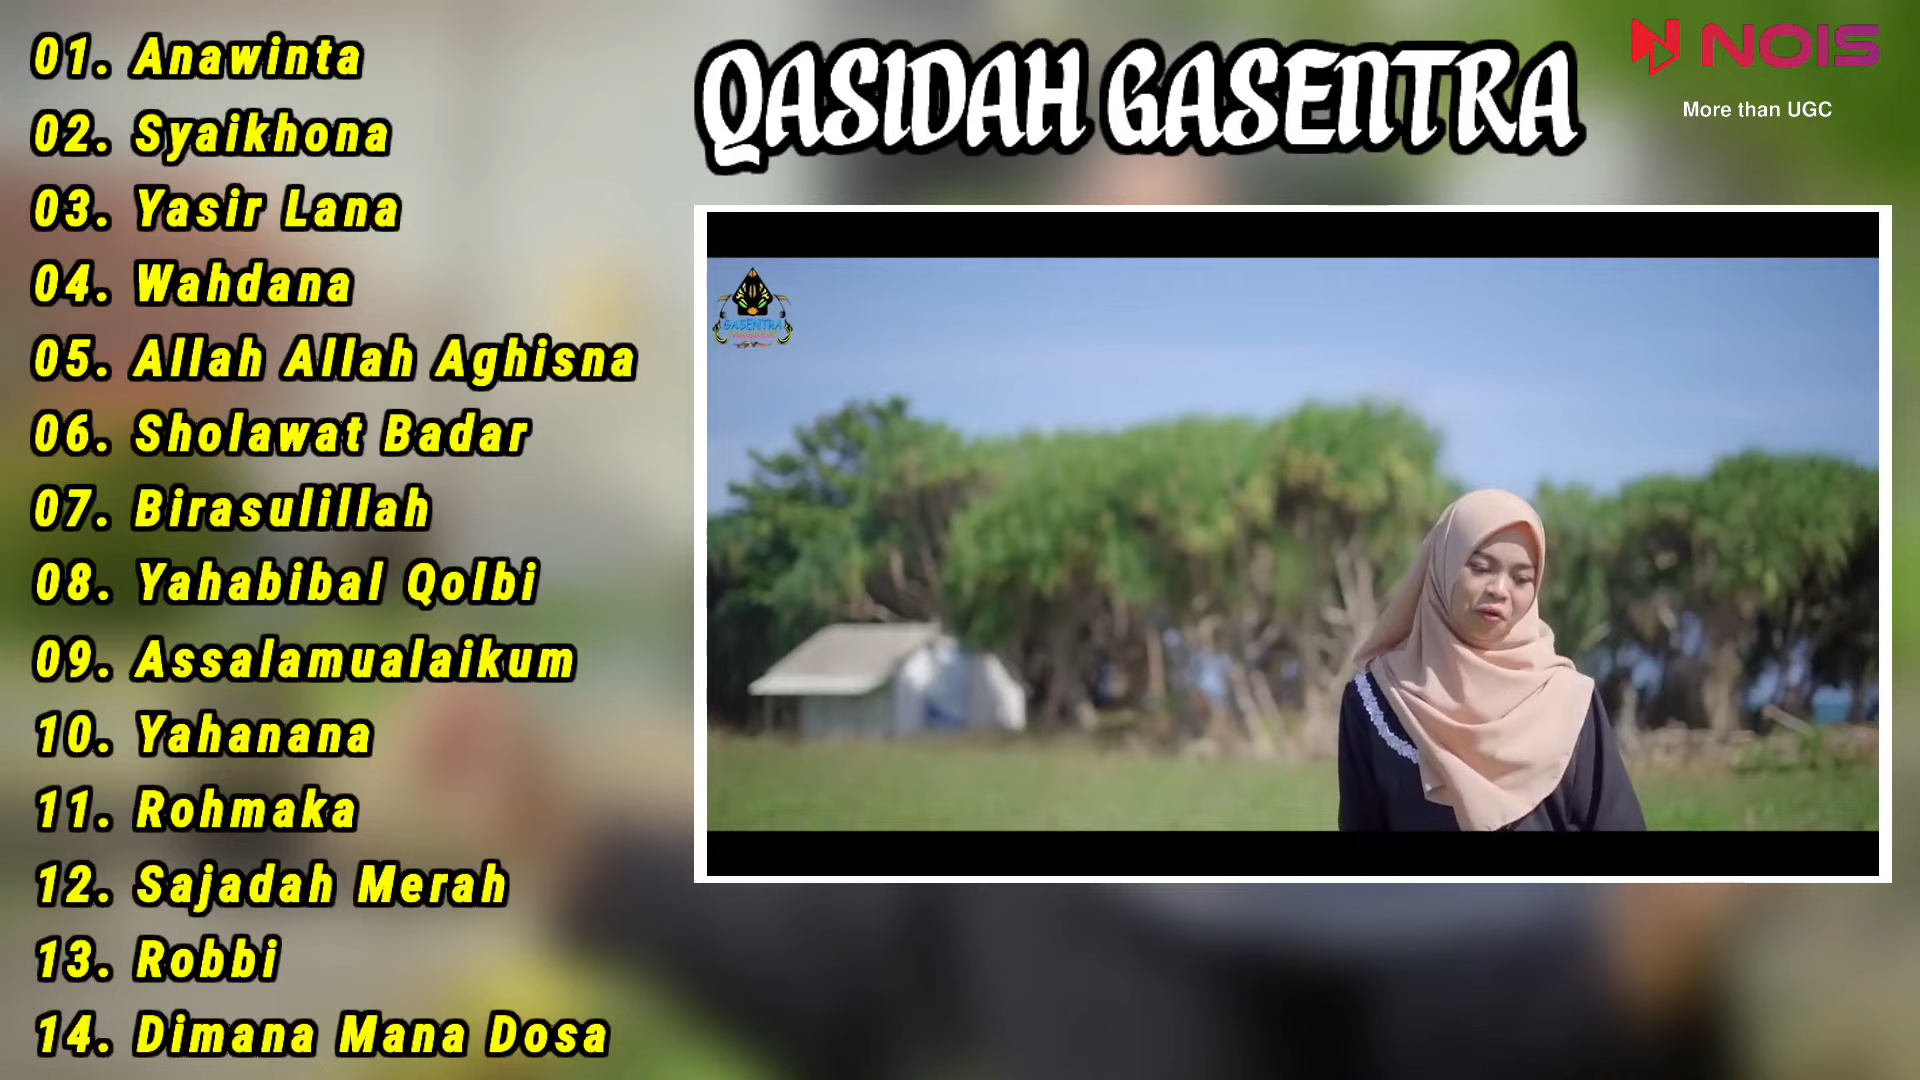 01. Anawinta
02. Syaikhona
03. Yasir Lana
04. Wahdana
05. Allah Allah Aghisna
06. Sholawat Badar
07. Birasulillah
08. Yahabibal Qolbi
09. Assalamualaikum
10. Yahanana
11. Rohmaka
12. Sajadah Merah
13. Robbi
14. Dimana Mana Dosa
QASIDAH GASENTRA
NOIS
More than UGC
GASENTRA